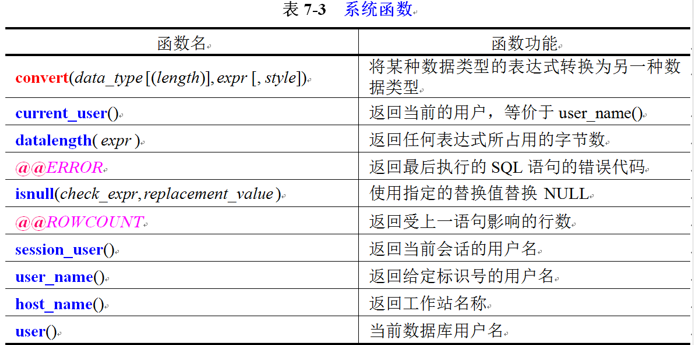 表 7-3 系统函数
函数名 函数功能
convert(data_type [(length)], expr [, style]) 将某种数据类型的表达式转换为另一种数
据类型
current_user() 返回当前的用户，等价于 user_name()
datalength( expr ) 返回任何表达式所占用的字节数
@@ERROR 返回最后执行的 SQL 语句的错误代码
isnull(check_expr, replacement_value ) 使用指定的替换值替换 NULL
@@ROWCOUNT 返回受上一语句影响的行数
session_user() 返回当前会话的用户名
user_name() 返回给定标识号的用户名
host_name() 返回工作站名称
user() 当前数据库用户名